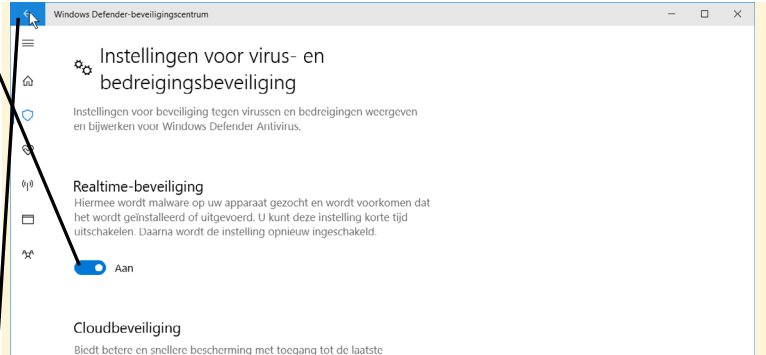 Windows Defender-beveiligingscentrum
Instellingen voor virus- en
bedreigingsbeveiliging
Instellingen voor beveiliging tegen virussen en bedreigingen weergeven
en bijwerken voor Windows Defender Antivirus.
Realtime-beveiliging
Hiermee wordt malware op uw apparaat gezocht en wordt voorkomen dat
het wordt geïnstalleerd of uitgevoerd. U kunt deze instelling korte tijd
uitschakelen. Daarna wordt de instelling opnieuw ingeschakeld.
Aan
Cloudbeveiliging
Biedt betere en snellere bescherming met toegang tot de laatste